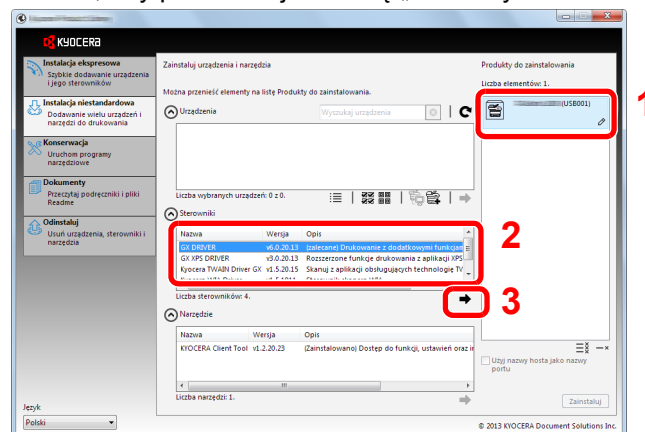 KYOCERA
Instalacja ekspresowa
Szybkie dodawanie urządzenia
i jego sterowników
Instalacja niestandardowa
Dodawanie wielu urządzeń i
narzędzi do drukowania
Konserwacja
Uruchom programy
narzędziowe
Dokumenty
Przeczytaj podręczniki i pliki
Readme
Odinstaluj
Usuń urządzenia, sterowniki i
narzędzia
Język
Polski
Zainstaluj urządzenia i narzędzia
Można przenieść elementy na listę Produkty do zainstalowania.
Urządzenia
Wyszukaj urządzenia
Liczba wybranych urządzeń: 0 z 0.
Sterowniki
Nazwa Wersja Opis
GX DRIVER v6.0.20.13 (zalecane) Drukowanie z dodatkowymi funkcjam
GX XPS DRIVER v3.0.20.13 Rozszerzone funkcje drukowania z aplikacji XPS
Kyocera TWAIN Driver GX v1.5.20.15 Skanuj z aplikacji obsługujących technologię TV
2
Liczba sterowników: 4.
3
Narzędzie
Nazwa Wersja Opis
KYOCERA Client Tool v1.2.20.23 (Zainstalowano) Dostęp do funkcji, ustawień oraz ir
Liczba narzędzi: 1.
Produkty do zainstalowania
Liczba elementów: 1.
(USB001)
1
Użyj nazwy hosta jako nazwy
portu
Zainstaluj
© 2013 KYOCERA Document Solutions Inc.